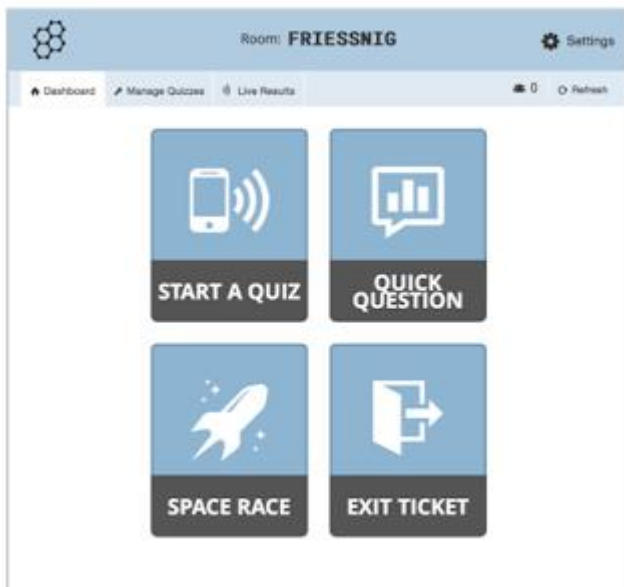 Room: FRIESSNIG
Settings
Dashboard Manage Quizzes Live Results 0 Refresh
START A QUIZ
QUICK
QUESTION
SPACE RACE
EXIT TICKET